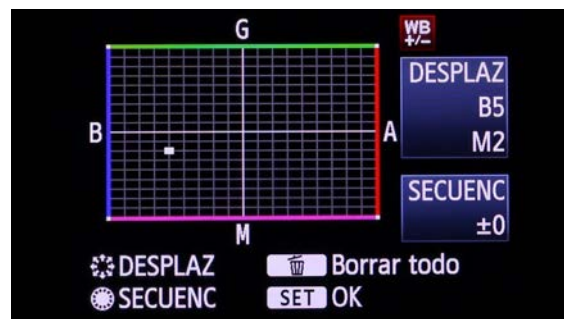 G
WB
+/-
DESPLAZ
B5
M2
B
A
SECUENC
±0
M
DESPLAZ
Borrar todo
SECUENC
SET OK